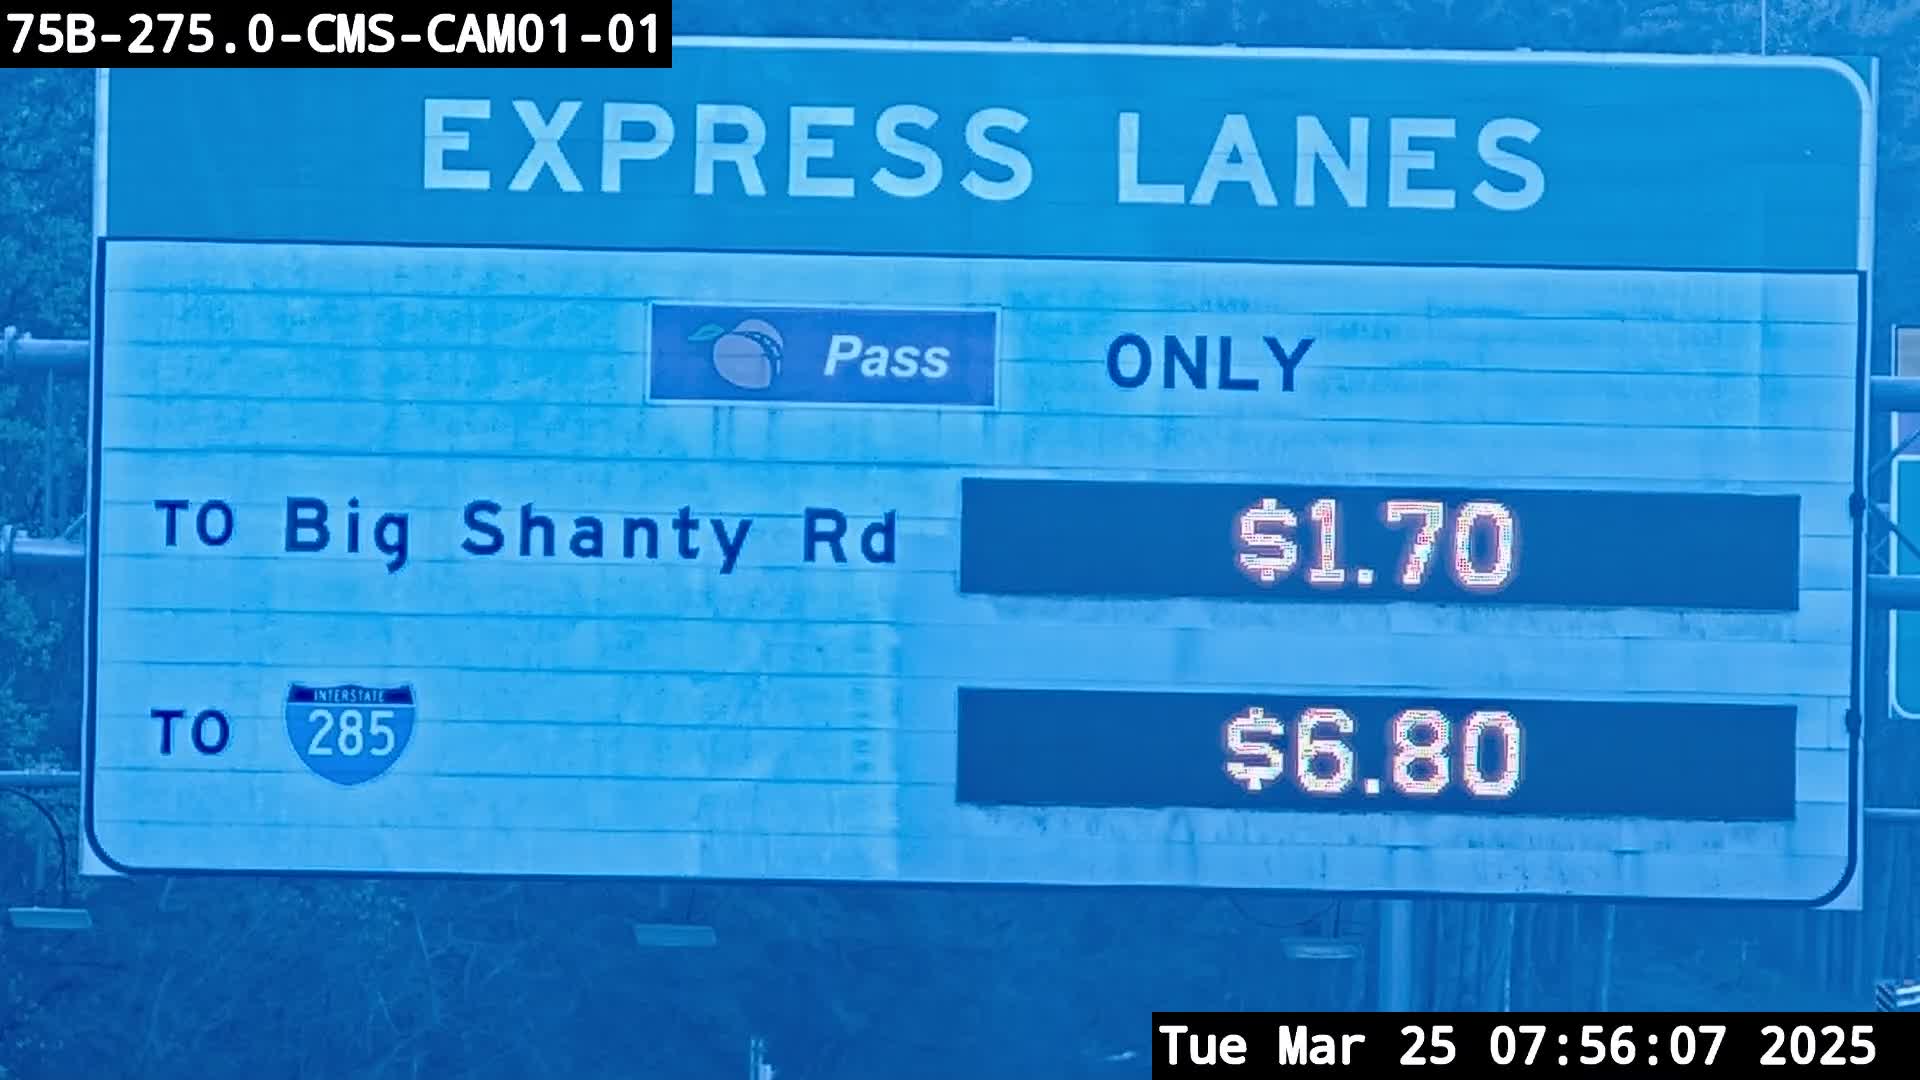 75B-275.0-CMS-CAM01-01
EXPRESS LANES
Pass ONLY
TO Big Shanty Rd $1.70
INTERSTATE
TO 285 $6.80
Tue Mar 25 07:56:07 2025